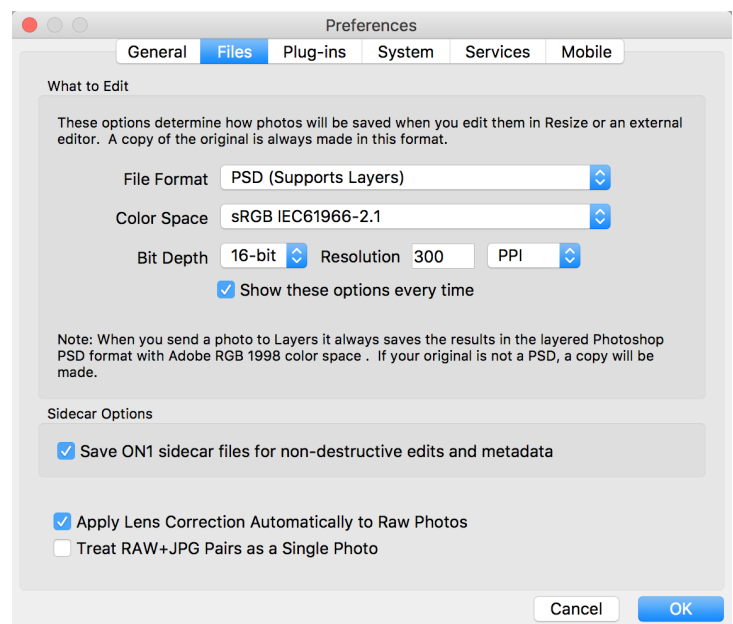 Preferences
General Files Plug-ins System Services Mobile
What to Edit
These options determine how photos will be saved when you edit them in Resize or an external
editor.  A copy of the original is always made in this format.
File Format PSD (Supports Layers)
Color Space sRGB IEC61966-2.1
Bit Depth 16-bit Resolution 300 PPI
Show these options every time
Note: When you send a photo to Layers it always saves the results in the layered Photoshop
PSD format with Adobe RGB 1998 color space .  If your original is not a PSD, a copy will be
made.
Sidecar Options
Save ON1 sidecar files for non-destructive edits and metadata
Apply Lens Correction Automatically to Raw Photos
Treat RAW+JPG Pairs as a Single Photo
Cancel OK